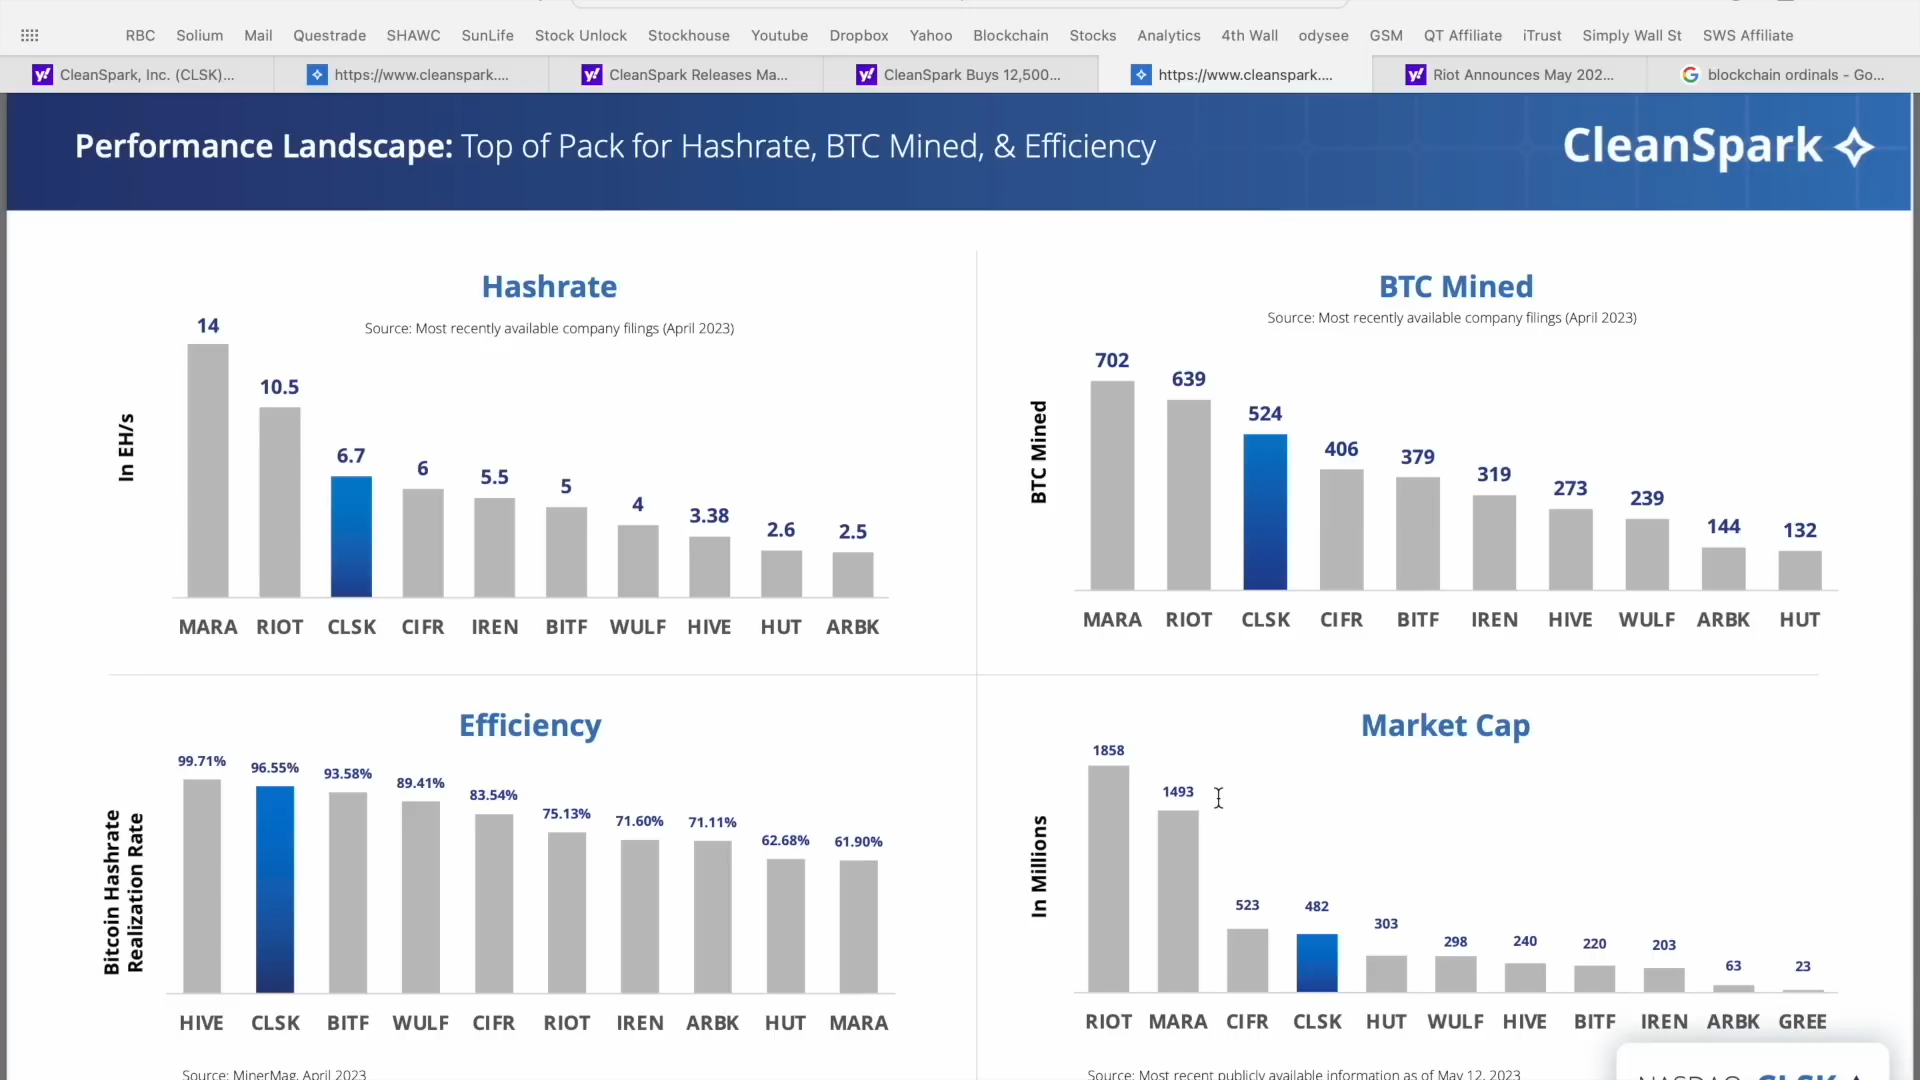 RBC Solium Mail Questrade SHAWC SunLife Stock Unlock Stockhouse Youtube Dropbox Yahoo Blockchain Stocks Analytics 4th Wall odysee GSM QT Affiliate iTrust Simply Wall St SWS Affiliate
CleanSpark, Inc. (CLSK)... https://www.cleanspark.... CleanSpark Releases Ma... CleanSpark Buys 12,500... https://www.cleanspark.... Riot Announces May 202... blockchain ordinals - Go...
Performance Landscape: Top of Pack for Hashrate, BTC Mined, & Efficiency
CleanSpark
Hashrate
Source: Most recently available company filings (April 2023)
In EH/s
14 10.5 6.7 6 5.5 5 4 3.38 2.6 2.5
MARA RIOT CLSK CIFR IREN BITF WULF HIVE HUT ARBK
BTC Mined
Source: Most recently available company filings (April 2023)
BTC Mined
702 639 524 406 379 319 273 239 144 132
MARA RIOT CLSK CIFR BITF IREN HIVE WULF ARBK HUT
Efficiency
Bitcoin Hashrate
Realization Rate
99.71% 96.55% 93.58% 89.41% 83.54% 75.13% 71.60% 71.11% 62.68% 61.90%
HIVE CLSK BITF WULF CIFR RIOT IREN ARBK HUT MARA
Source: MinerMag, April 2023
Market Cap
In Millions
1858 1493 523 482 303 298 240 220 203 63 23
RIOT MARA CIFR CLSK HUT WULF HIVE BITF IREN ARBK GREE
Source: Most recent publicly available information as of May 12, 2023
NASDAQ: CLSK